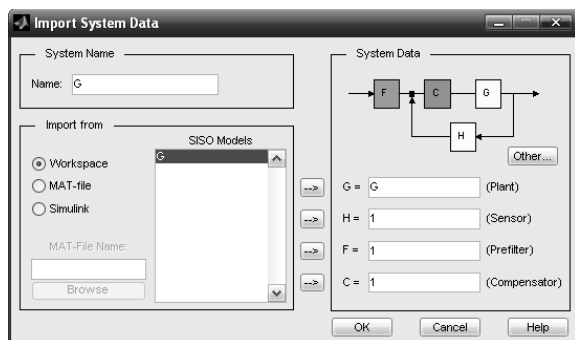 Import System Data
System Name
Name: G
Import from
SISO Models
Workspace
MAT-file
Simulink
G
MAT-File Name:
Browse
-->
-->
-->
-->
System Data
F
C
G
H
Other...
G = G (Plant)
H = 1 (Sensor)
F = 1 (Prefilter)
C = 1 (Compensator)
OK Cancel Help